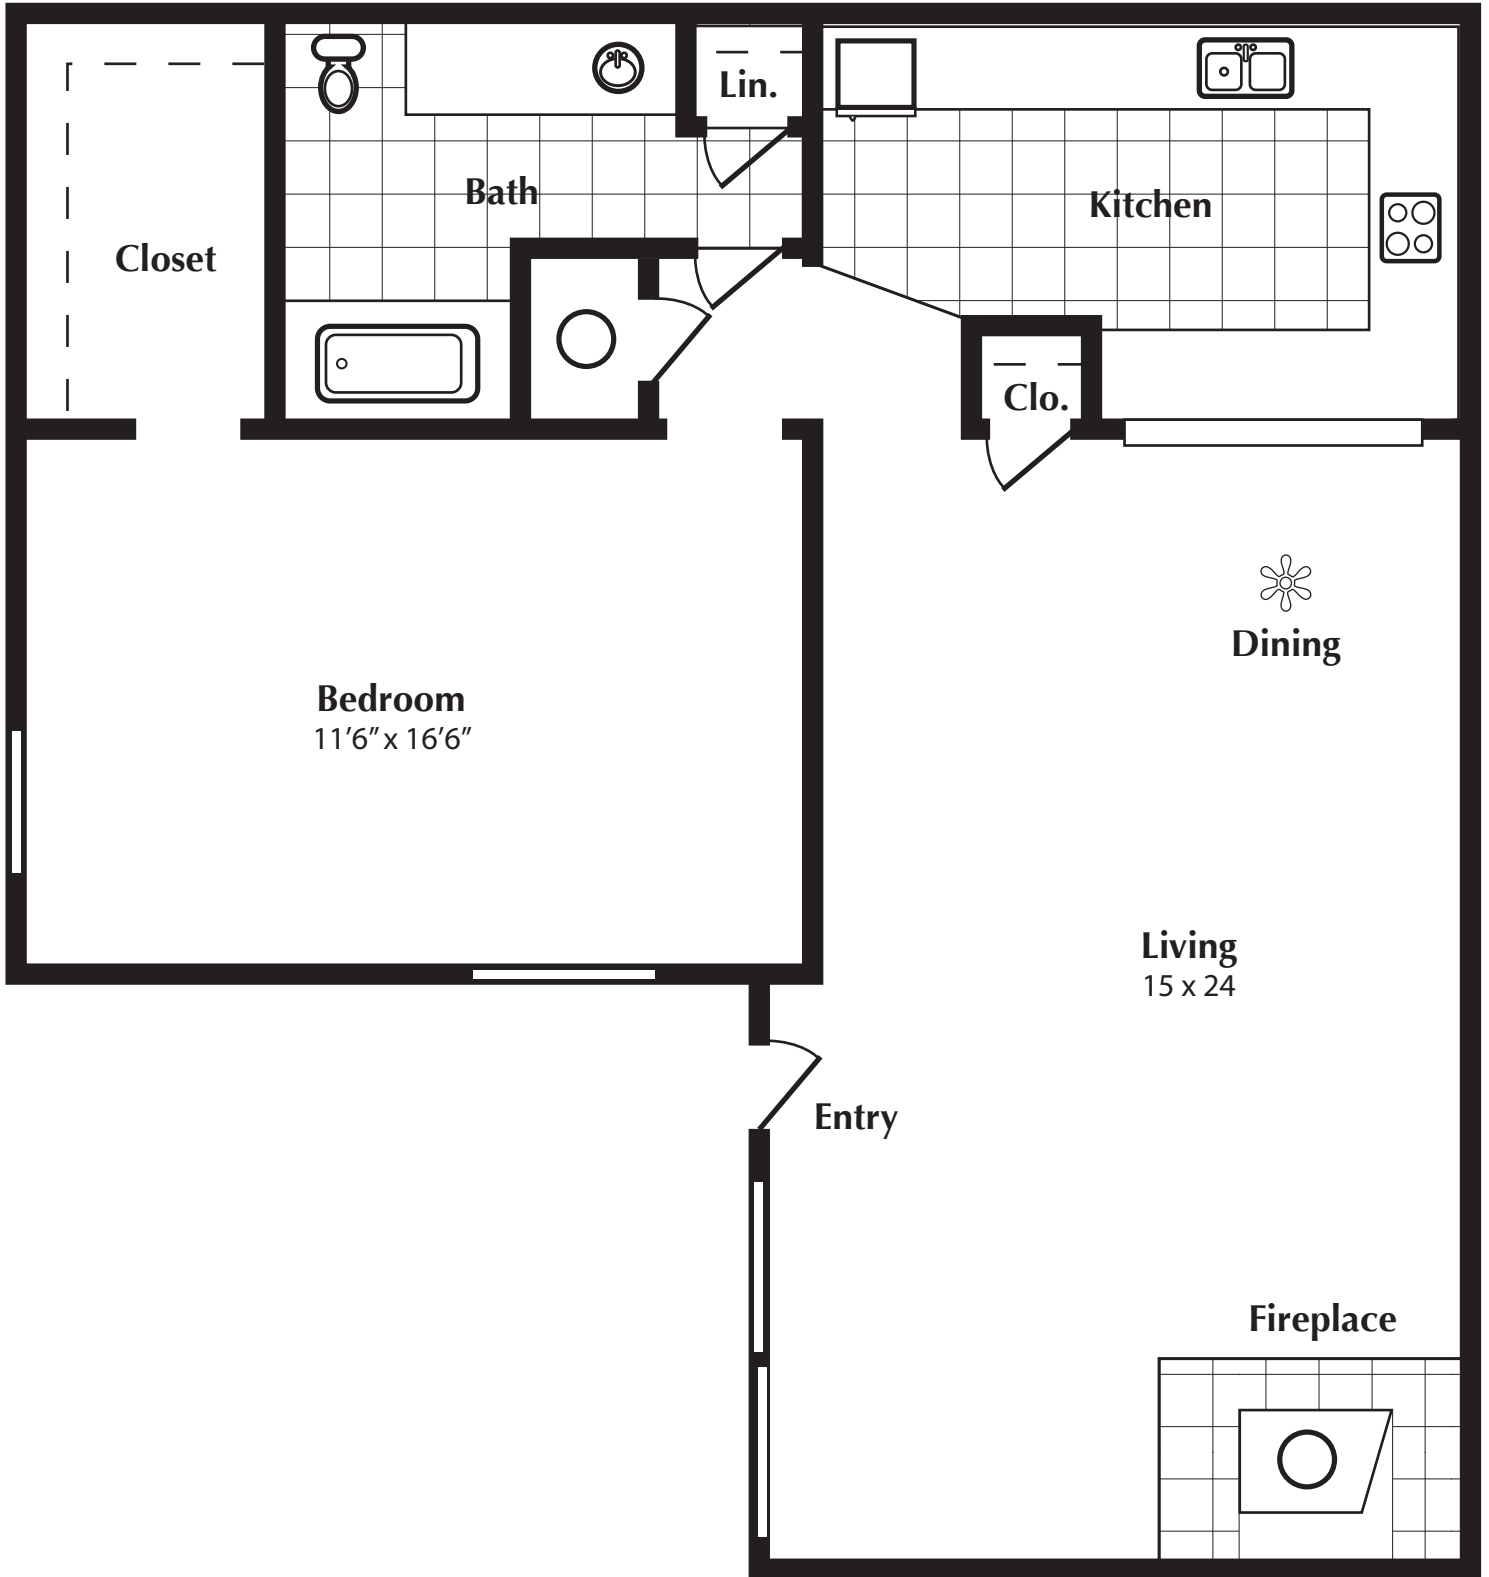 Lin.
Bath
Kitchen
Closet
Clo.
Dining
Bedroom
11’6” x 16’6”
Living
15 x 24
Entry
Fireplace